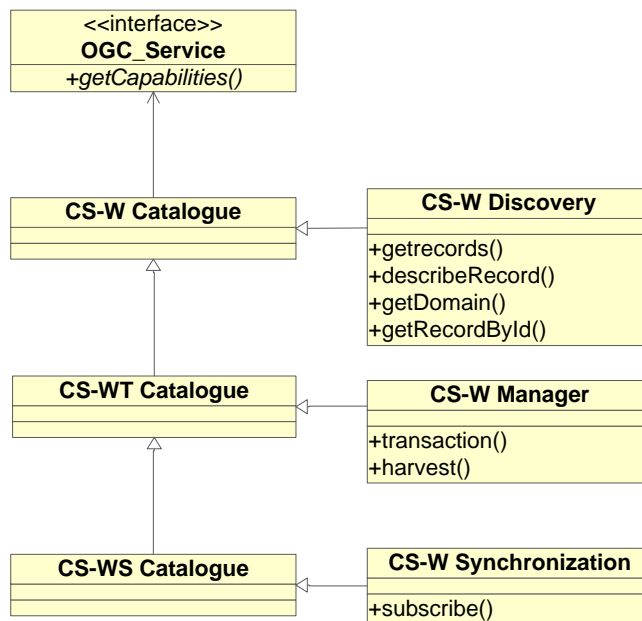 <<interface>>
OGC_Service
+getCapabilities()
CS-W Catalogue
CS-W Discovery
+getrecords()
+describeRecord()
+getDomain()
+getRecordById()
CS-WT Catalogue
CS-W Manager
+transaction()
+harvest()
CS-WS Catalogue
CS-W Synchronization
+subscribe()